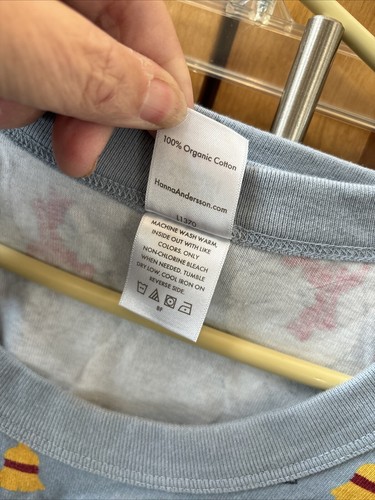 100% Organic Cotton
HannaAndersson.com
L1370
MACHINE WASH WARM,
INSIDE OUT WITH LIKE
COLORS. ONLY
NON-CHLORINE BLEACH
WHEN NEEDED. TUMBLE
DRY LOW. COOL IRON ON
REVERSE SIDE.
RF